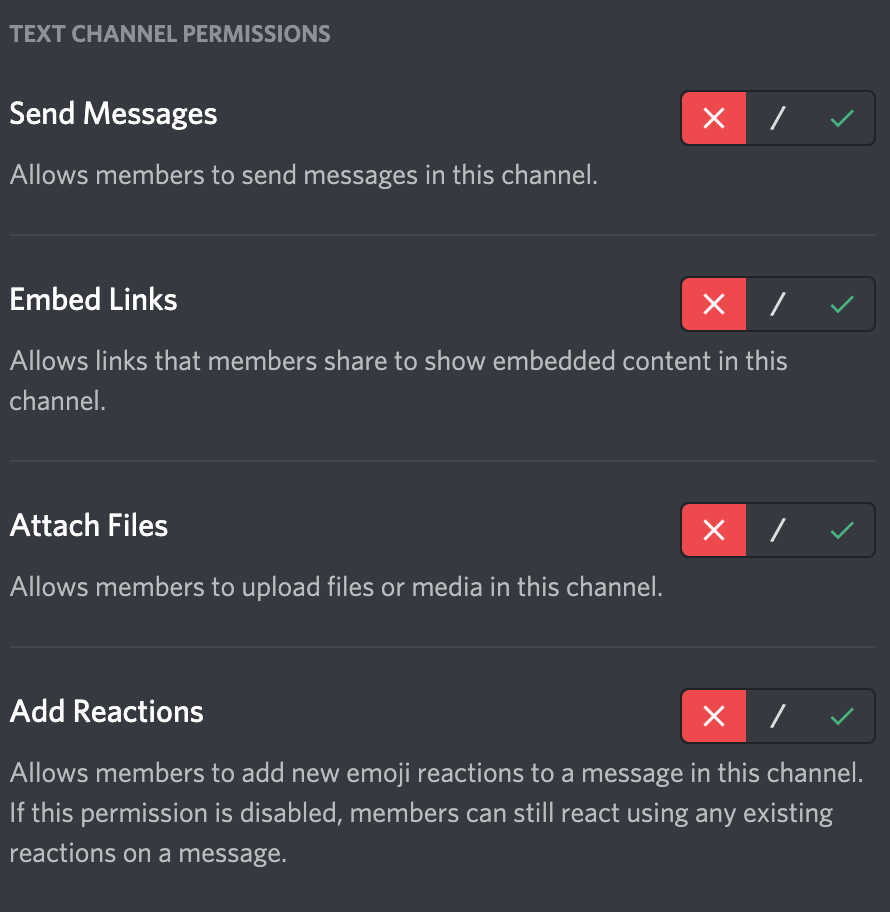 TEXT CHANNEL PERMISSIONS
Send Messages
Allows members to send messages in this channel.
Embed Links
Allows links that members share to show embedded content in this
channel.
Attach Files
Allows members to upload files or media in this channel.
Add Reactions
Allows members to add new emoji reactions to a message in this channel.
If this permission is disabled, members can still react using any existing
reactions on a message.